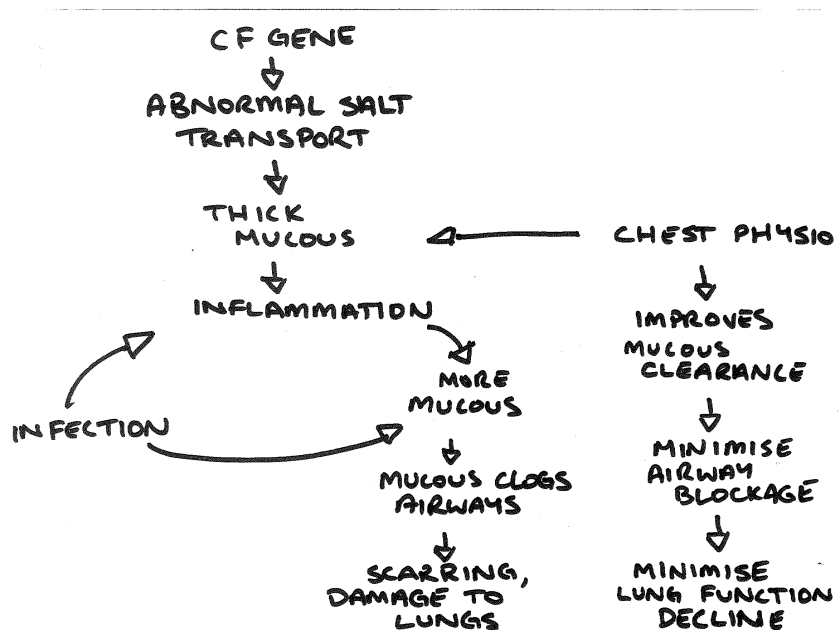 CF GENE
ABNORMAL SALT
TRANSPORT
THICK
MUCOUS
CHEST PHYSIO
INFLAMMATION
IMPROVES
MUCOUS
CLEARANCE
MORE
MUCOUS
INFECTION
MINIMISE
AIRWAY
BLOCKAGE
MUCOUS CLOGS
AIRWAYS
SCARRING,
DAMAGE TO
LUNGS
MINIMISE
LUNG FUNCTION
DECLINE